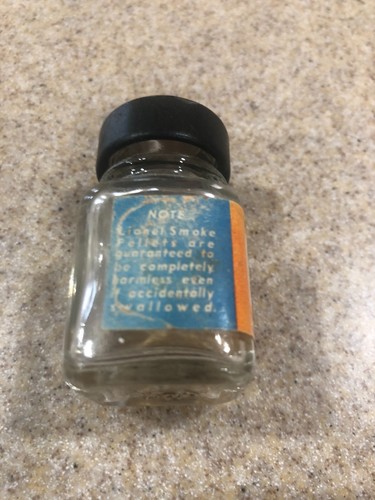 NOTE
Lionel Smoke
Pellets are
guaranteed to
be completely
harmless even
if accidentally
swallowed.